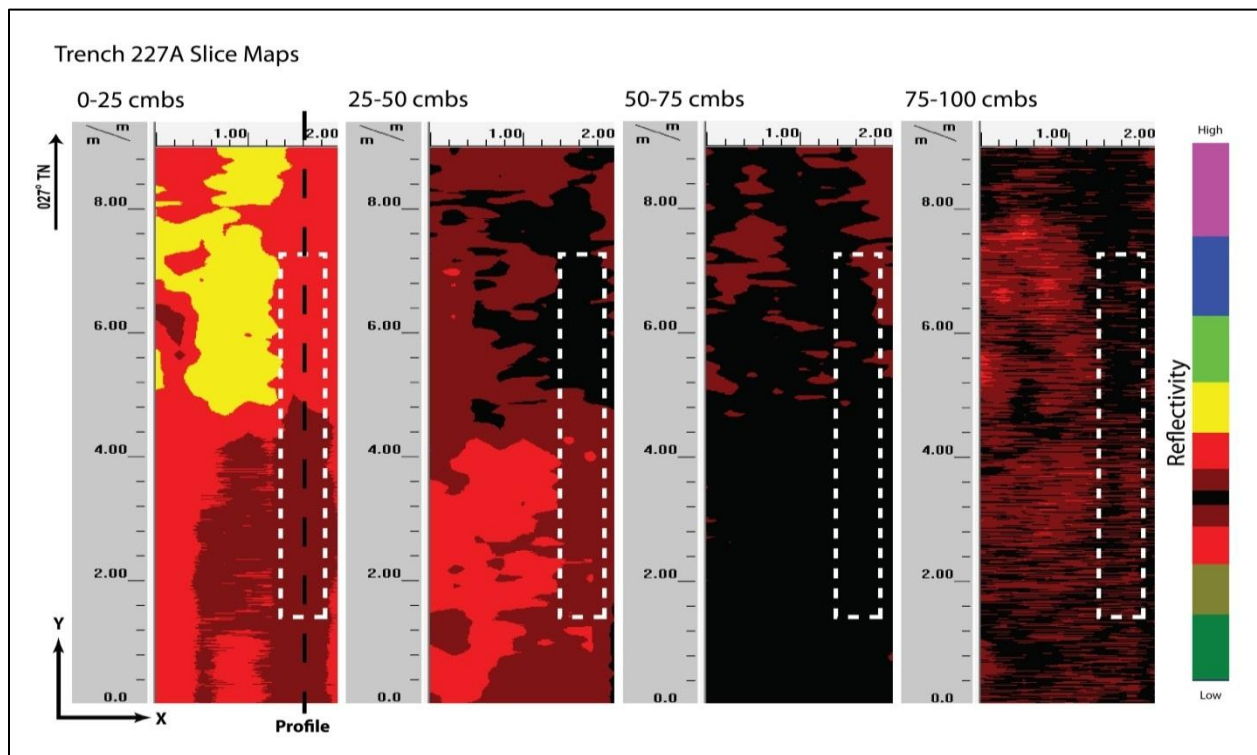 Trench 227A Slice Maps
0-25 cmbs
25-50 cmbs
50-75 cmbs
75-100 cmbs
m
m
1.00
2.00
m
m
1.00
2.00
m
m
1.00
2.00
m
m
1.00
2.00
High
027° TN
8.00
8.00
8.00
8.00
6.00
6.00
6.00
6.00
Reflectivity
4.00
4.00
4.00
4.00
2.00
2.00
2.00
2.00
Y
0.0
0.0
0.0
0.0
Low
X
Profile